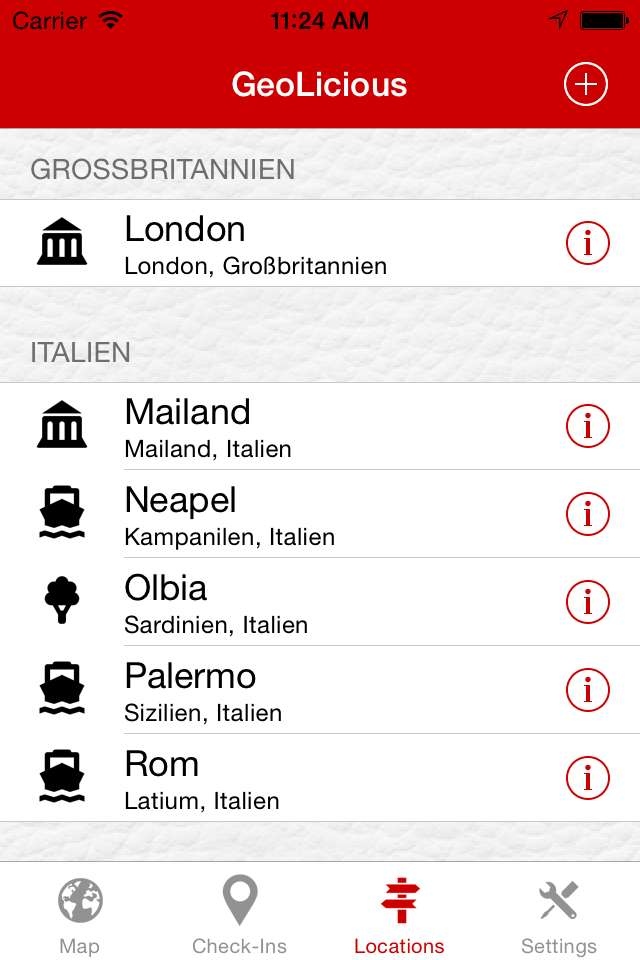 Carrier 11:24 AM
GeoLicious
GROSSBRITANNIEN
London
London, Großbritannien
ITALIEN
Mailand
Mailand, Italien
Neapel
Kampanilen, Italien
Olbia
Sardinien, Italien
Palermo
Sizilien, Italien
Rom
Latium, Italien
Map Check-Ins Locations Settings